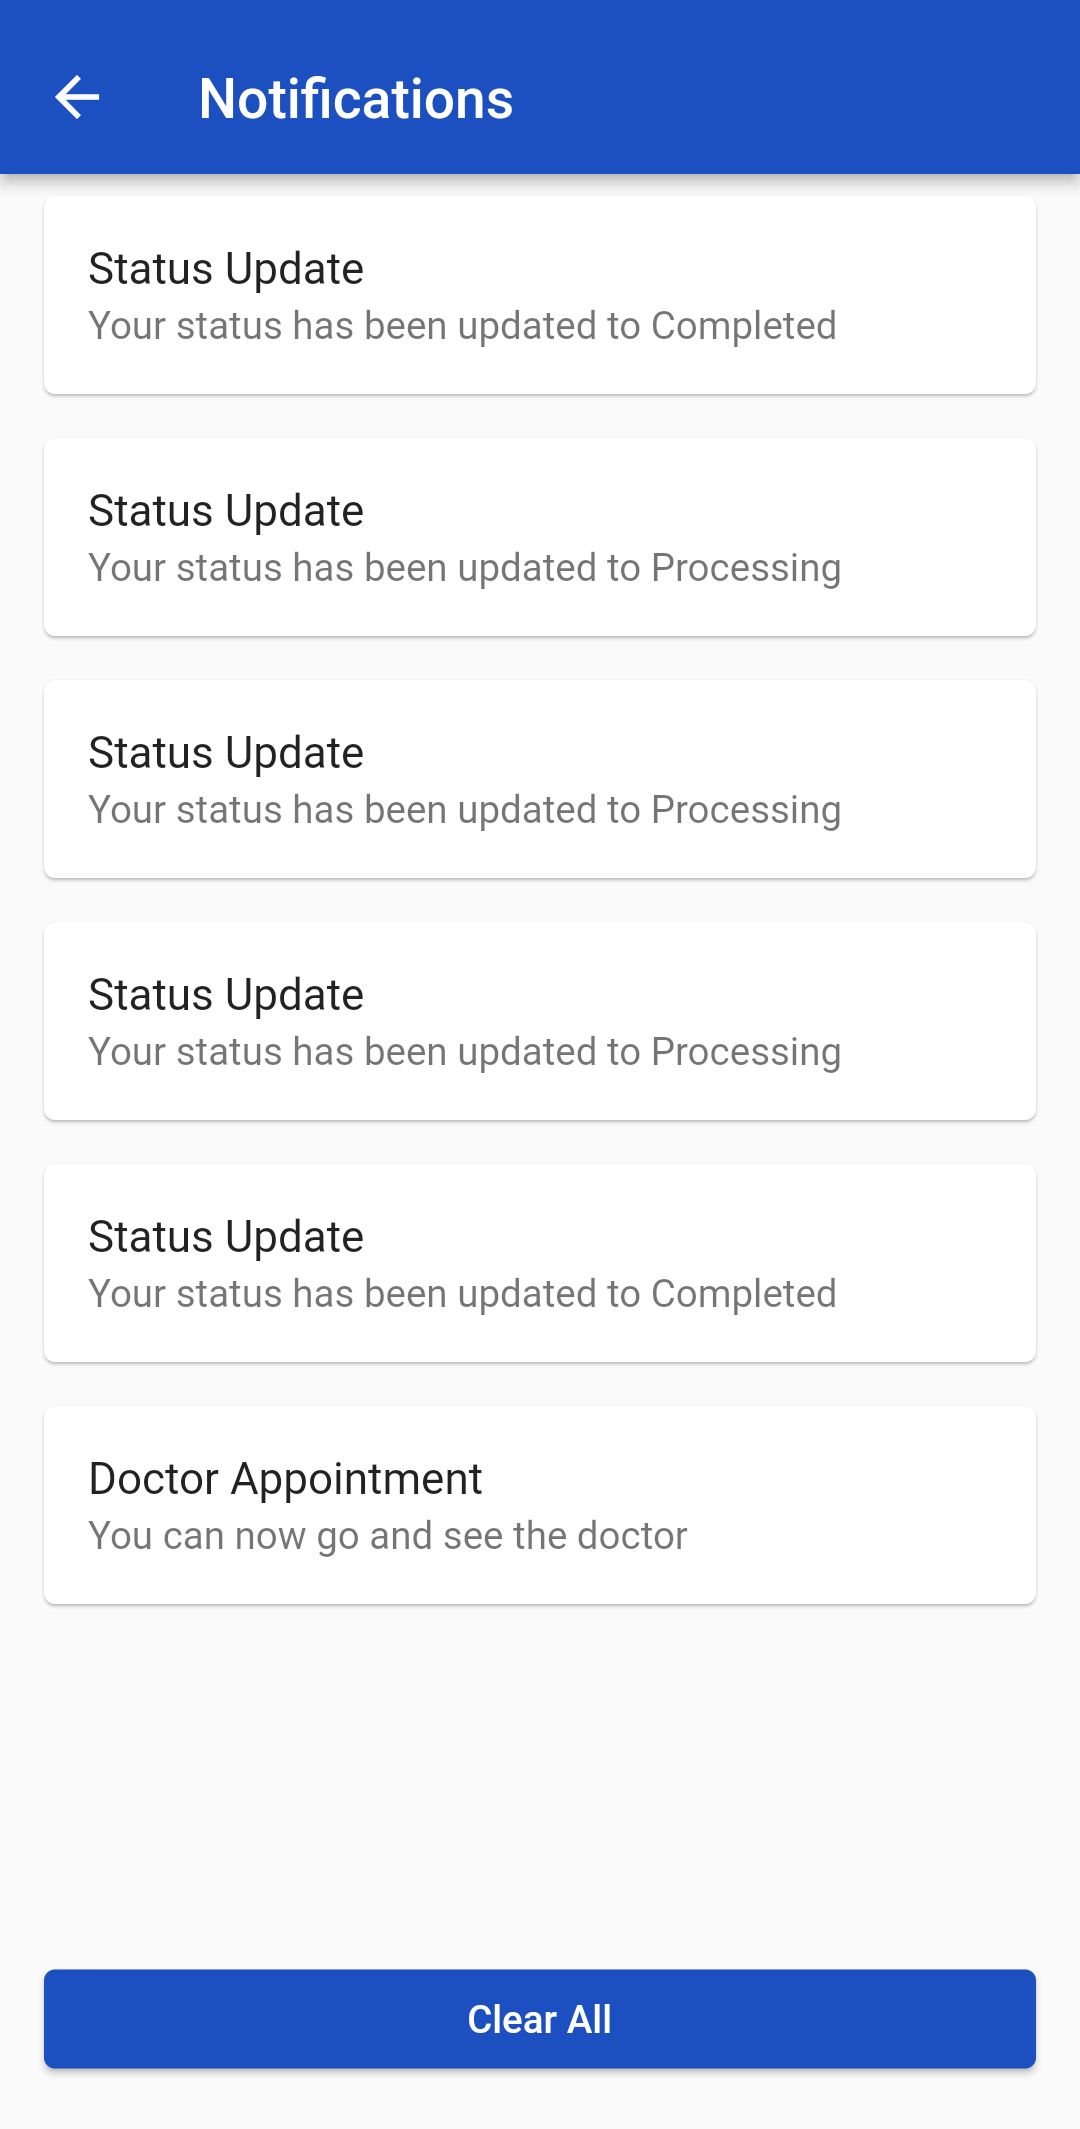 Notifications
Status Update
Your status has been updated to Completed
Status Update
Your status has been updated to Processing
Status Update
Your status has been updated to Processing
Status Update
Your status has been updated to Processing
Status Update
Your status has been updated to Completed
Doctor Appointment
You can now go and see the doctor
Clear All